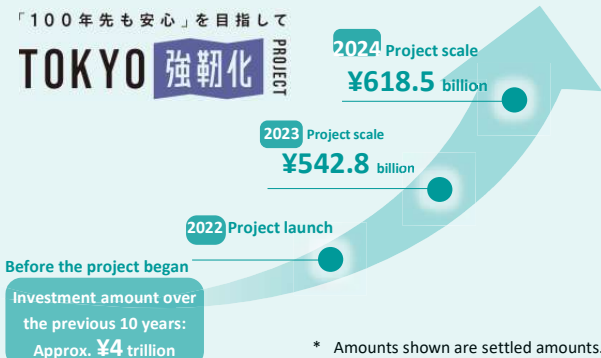 「100年先も安心」を目指して
TOKYO 強靭化 PROJECT
2024 Project scale
¥618.5 billion
2023 Project scale
¥542.8 billion
2022 Project launch
Before the project began
Investment amount over
the previous 10 years:
Approx. ¥4 trillion
* Amounts shown are settled amounts.